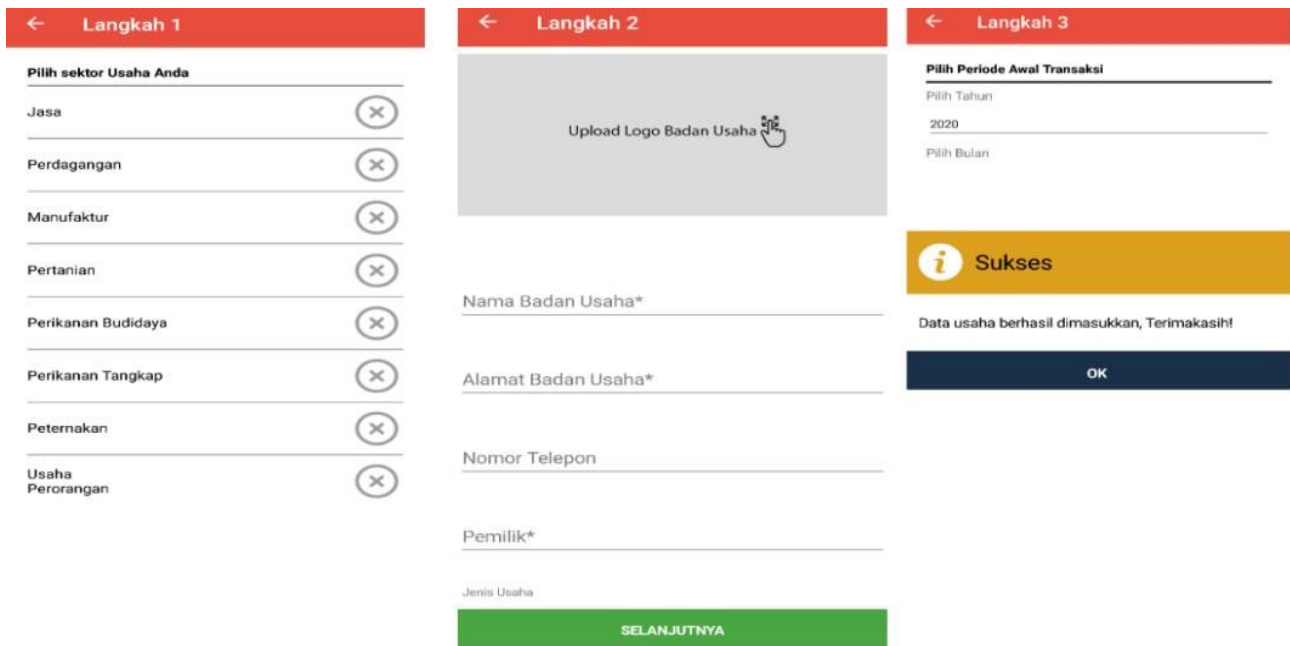 Langkah 1
Pilih sektor Usaha Anda
Jasa
Perdagangan
Manufaktur
Pertanian
Perikanan Budidaya
Perikanan Tangkap
Peternakan
Usaha
Perorangan
Langkah 2
Upload Logo Badan Usaha
Nama Badan Usaha*
Alamat Badan Usaha*
Nomor Telepon
Pemilik*
Jenis Usaha
SELANJUTNYA
Langkah 3
Pilih Periode Awal Transaksi
Pilih Tahun
2020
Pilih Bulan
i Sukses
Data usaha berhasil dimasukkan, Terimakasih!
OK